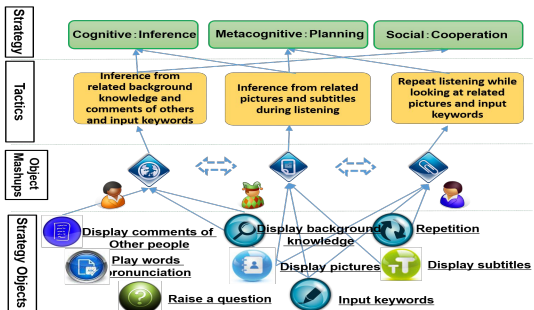 Strategy
Cognitive:Inference
Metacognitive:Planning
Social:Cooperation
Tactics
Inference from
related background
knowledge and
comments of others
and input keywords
Inference from related
pictures and subtitles
during listening
Repeat listening while
looking at related
pictures and input
keywords
Object
Mashups
Strategy Objects
Display comments of
Other people
Display background
knowledge
Repetition
Play words
pronunciation
Display pictures
Display subtitles
Raise a question
Input keywords